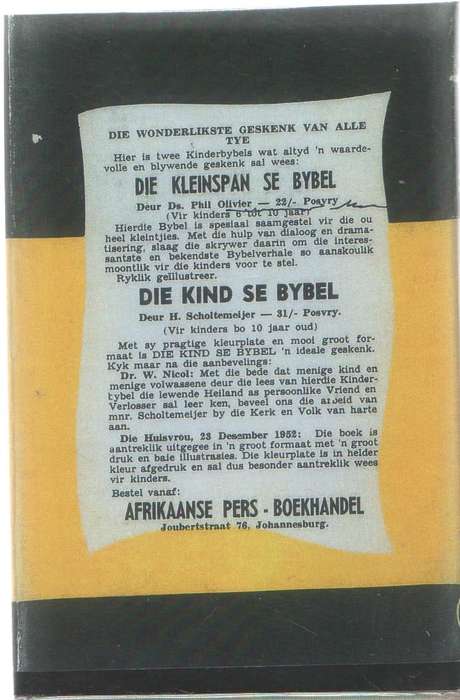 DIE WONDERLIKSTE GESKENK VAN ALLE
TYE
Hier is twee Kinderbybels wat altyd 'n waarde-
volle en blywende geskenk sal wees:
DIE KLEINSPAN SE BYBEL
Deur Ds. Phil Olivier — 22/- Posvry
(Vir kinders 6 tot 10 jaar)
Hierdie Bybel is spesiaal saamgestel vir die ou
heel kleintjies. Met die hulp van dialoog en drama-
tisering, slaag die skrywer daarin om die interes-
santste en bekendste Bybelverhale so aanskoulik
moontlik vir die kinders voor te stel.
Ryklik geïllustreer.
DIE KIND SE BYBEL
Deur H. Scholtemeijer — 31/- Posvry.
(Vir kinders bo 10 jaar oud)
Met sy pragtige kleurplate en mooi groot for-
maat is DIE KIND SE BYBEL 'n ideale geskenk.
Kyk maar na die aanbevelings:
Dr. W. Nicol: Met die bede dat menige kind en
menige volwassene deur die lees van hierdie Kinder-
bybel die lewende Heiland as persoonlike Vriend en
Verlosser sal leer ken, beveel ons die arbeid van
mnr. Scholtemeijer by die Kerk en Volk van harte
aan.
Die Huisvrou, 23 Desember 1952: Die boek is
aantreklik uitgegee in 'n groot formaat met 'n groot
druk en baie illustrasies. Die kleurplate is in helder
kleur afgedruk en sal dus besonder aantreklik wees
vir kinders.
Bestel vanaf:
AFRIKAANSE PERS - BOEKHANDEL
Joubertstraat 76, Johannesburg.